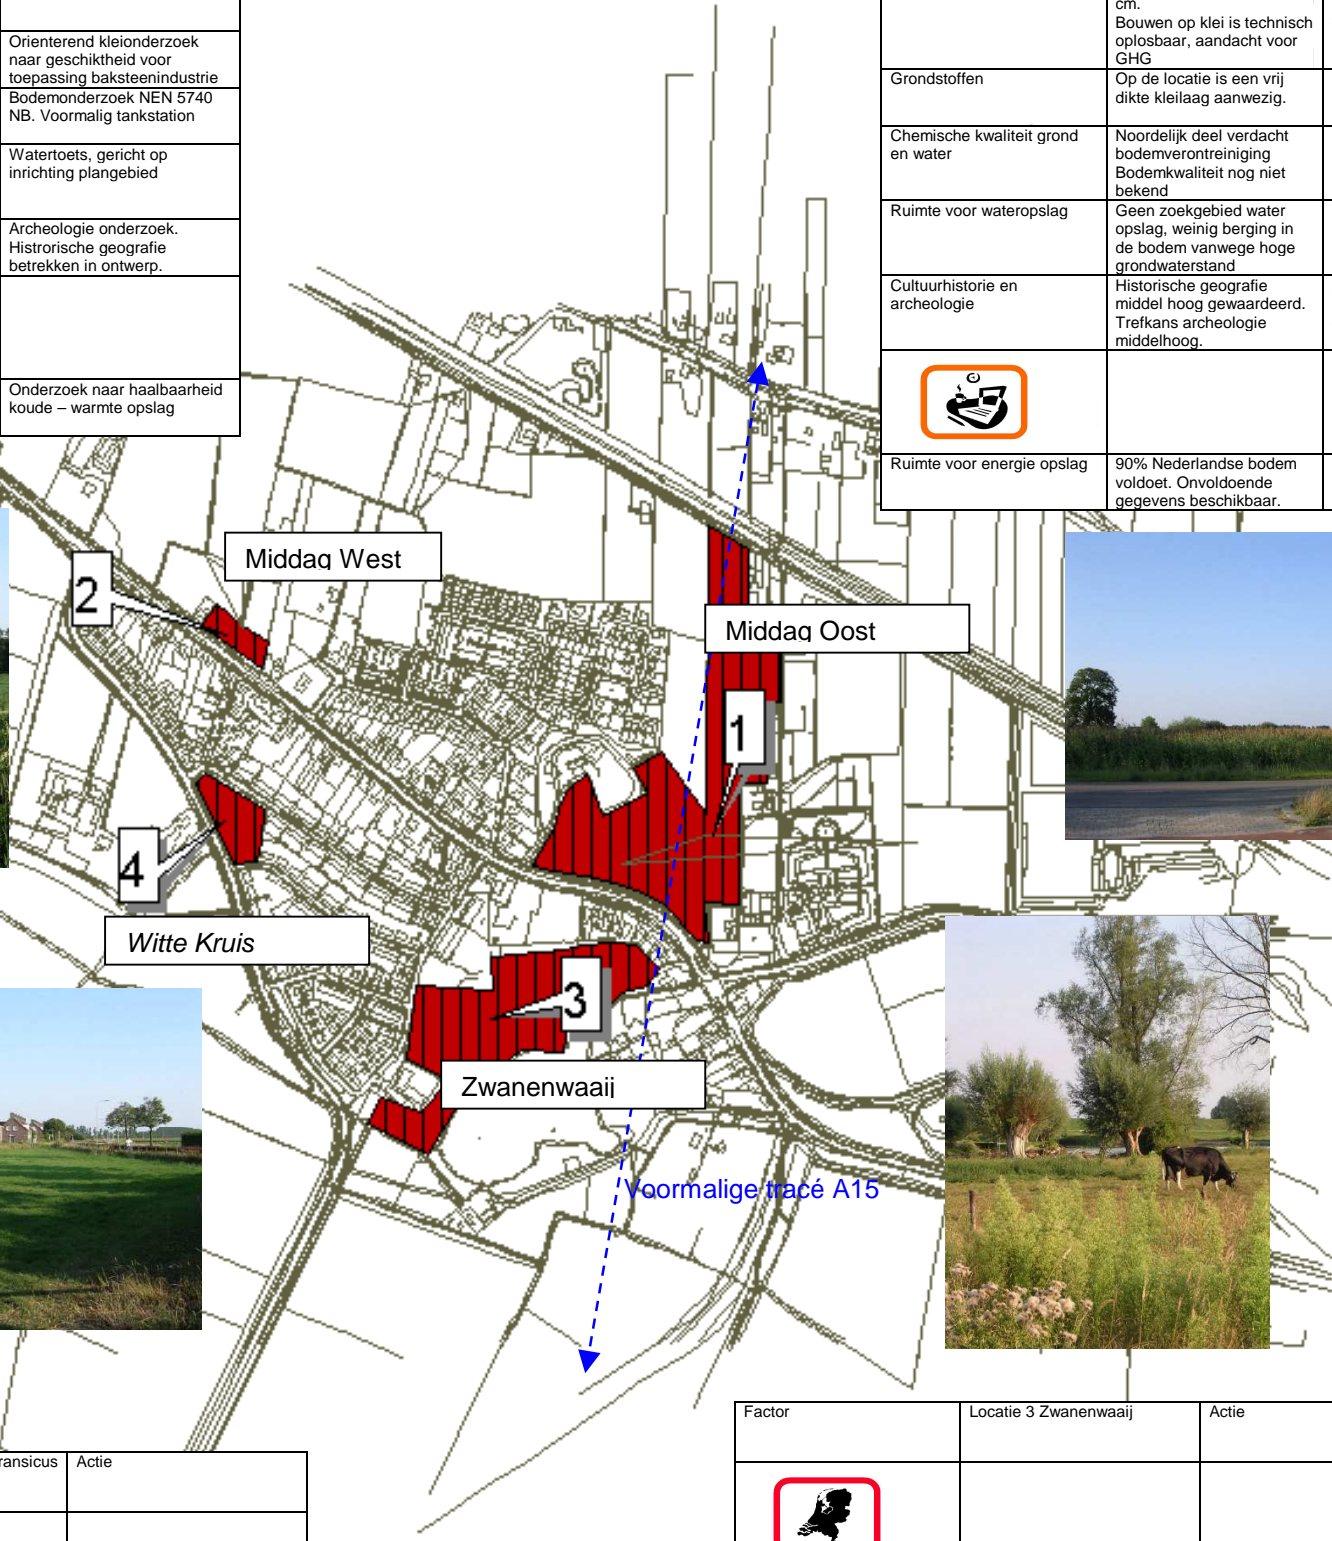 Orienterend kleionderzoek
naar geschiktheid voor
toepassing baksteenindustrie
Bodemonderzoek NEN 5740
NB. Voormalig tankstation
Watertoets, gericht op
inrichting plangebied
Archeologie onderzoek.
Histrorische geografie
betrekken in ontwerp.
Onderzoek naar haalbaarheid
koude – warmte opslag
cm.
Bouwen op klei is technisch
oplosbaar, aandacht voor
GHG
Grondstoffen
Op de locatie is een vrij
dikte kleilaag aanwezig.
Chemische kwaliteit grond
en water
Noordelijk deel verdacht
bodemverontreiniging
Bodemkwaliteit nog niet
bekend
Ruimte voor wateropslag
Geen zoekgebied water
opslag, weinig berging in
de bodem vanwege hoge
grondwaterstand
Cultuurhistorie en
archeologie
Historische geografie
middel hoog gewaardeerd.
Trefkans archeologie
middelhoog.
Ruimte voor energie opslag
90% Nederlandse bodem
voldoet. Onvoldoende
gegevens beschikbaar.
Middag West
2
Middag Oost
1
4
Witte Kruis
3
Zwanenwaaij
Voormalige tracé A15
Factor
Locatie 3 Zwanenwaaij
Actie
ransicus
Actie